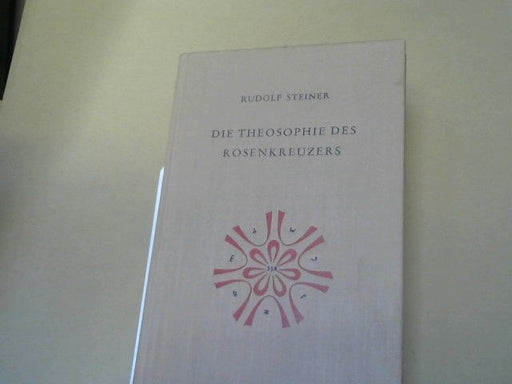 RUDOLF STEINER
DIE THEOSOPHIE DES
ROSENKREUZERS